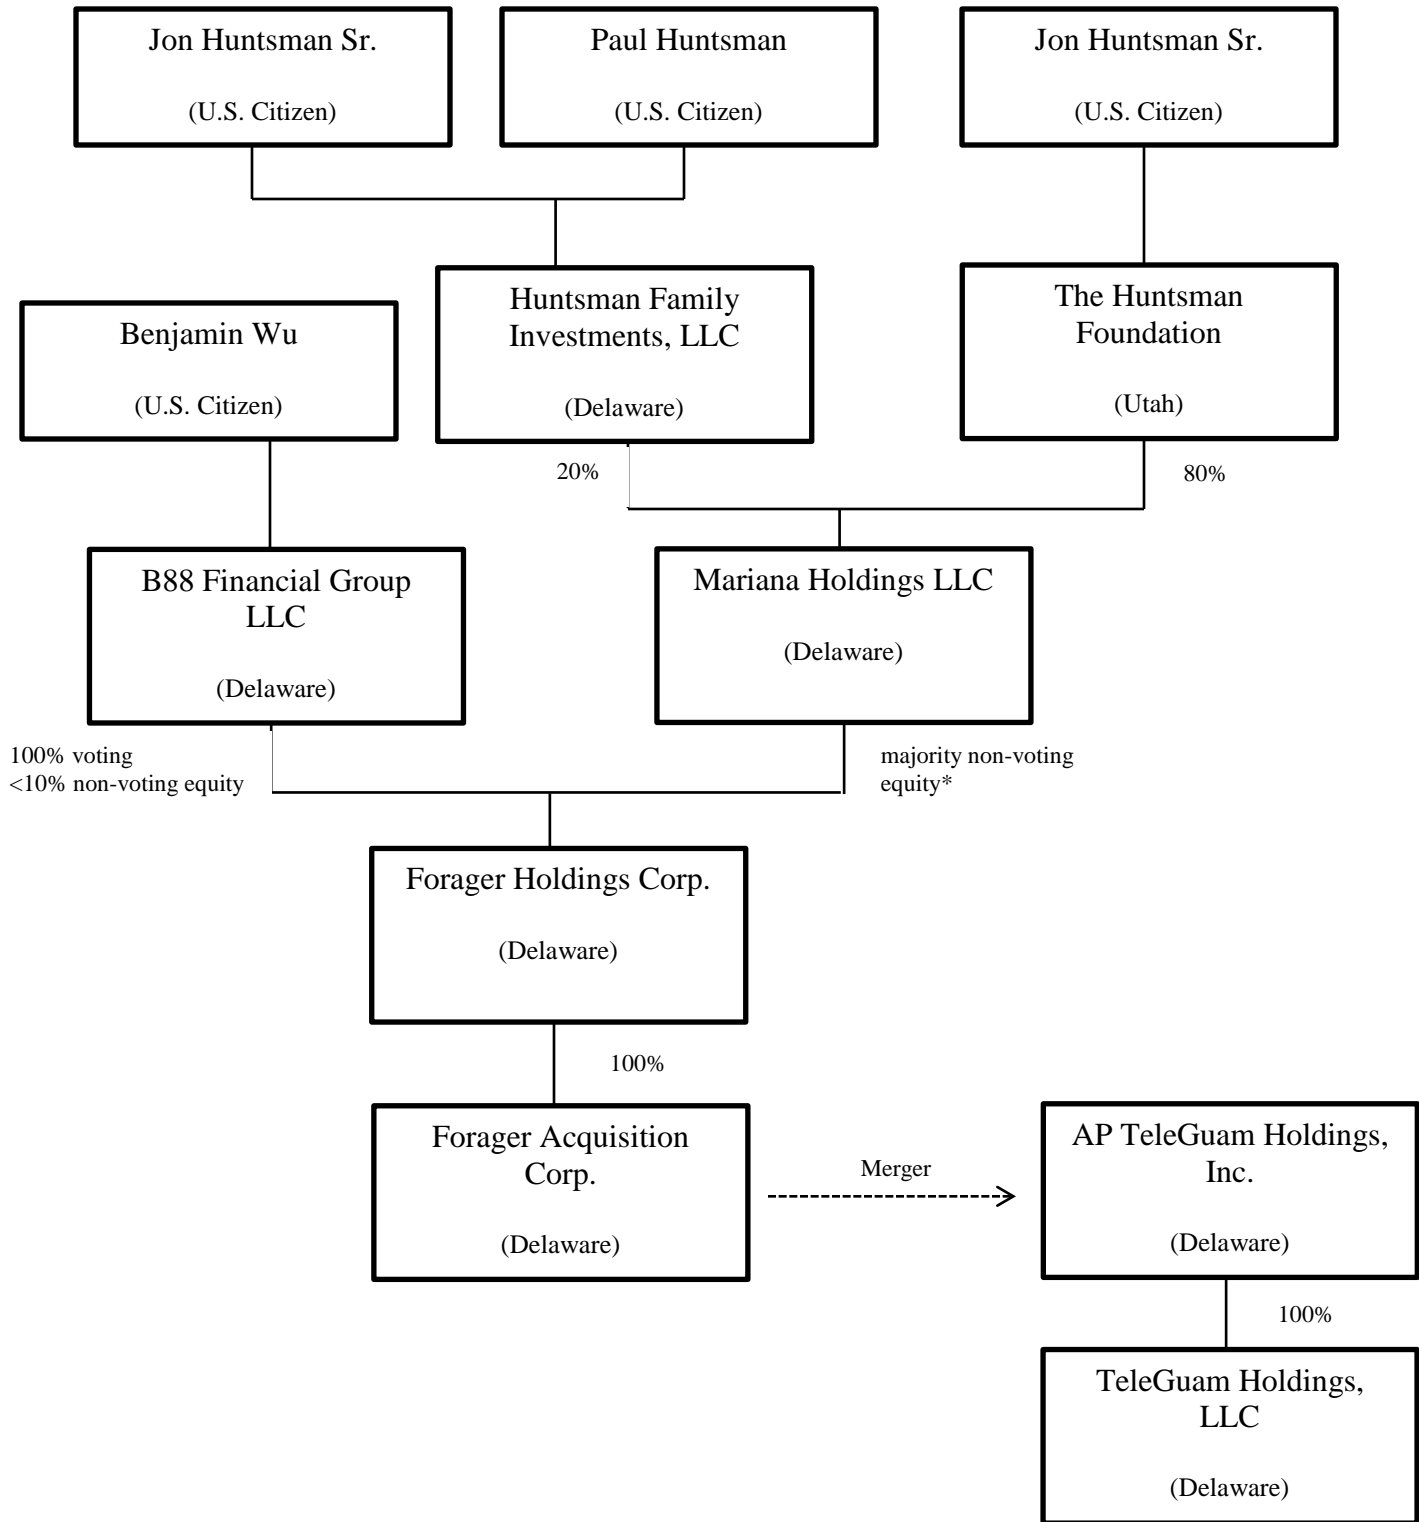 Jon Huntsman Sr.
(U.S. Citizen)
Paul Huntsman
(U.S. Citizen)
Jon Huntsman Sr.
(U.S. Citizen)
Huntsman Family
Investments, LLC
(Delaware)
The Huntsman
Foundation
(Utah)
Benjamin Wu
(U.S. Citizen)
20%
80%
B88 Financial Group
LLC
(Delaware)
Mariana Holdings LLC
(Delaware)
100% voting
<10% non-voting equity
majority non-voting
equity*
Forager Holdings Corp.
(Delaware)
100%
Forager Acquisition
Corp.
(Delaware)
Merger
AP TeleGuam Holdings,
Inc.
(Delaware)
100%
TeleGuam Holdings,
LLC
(Delaware)